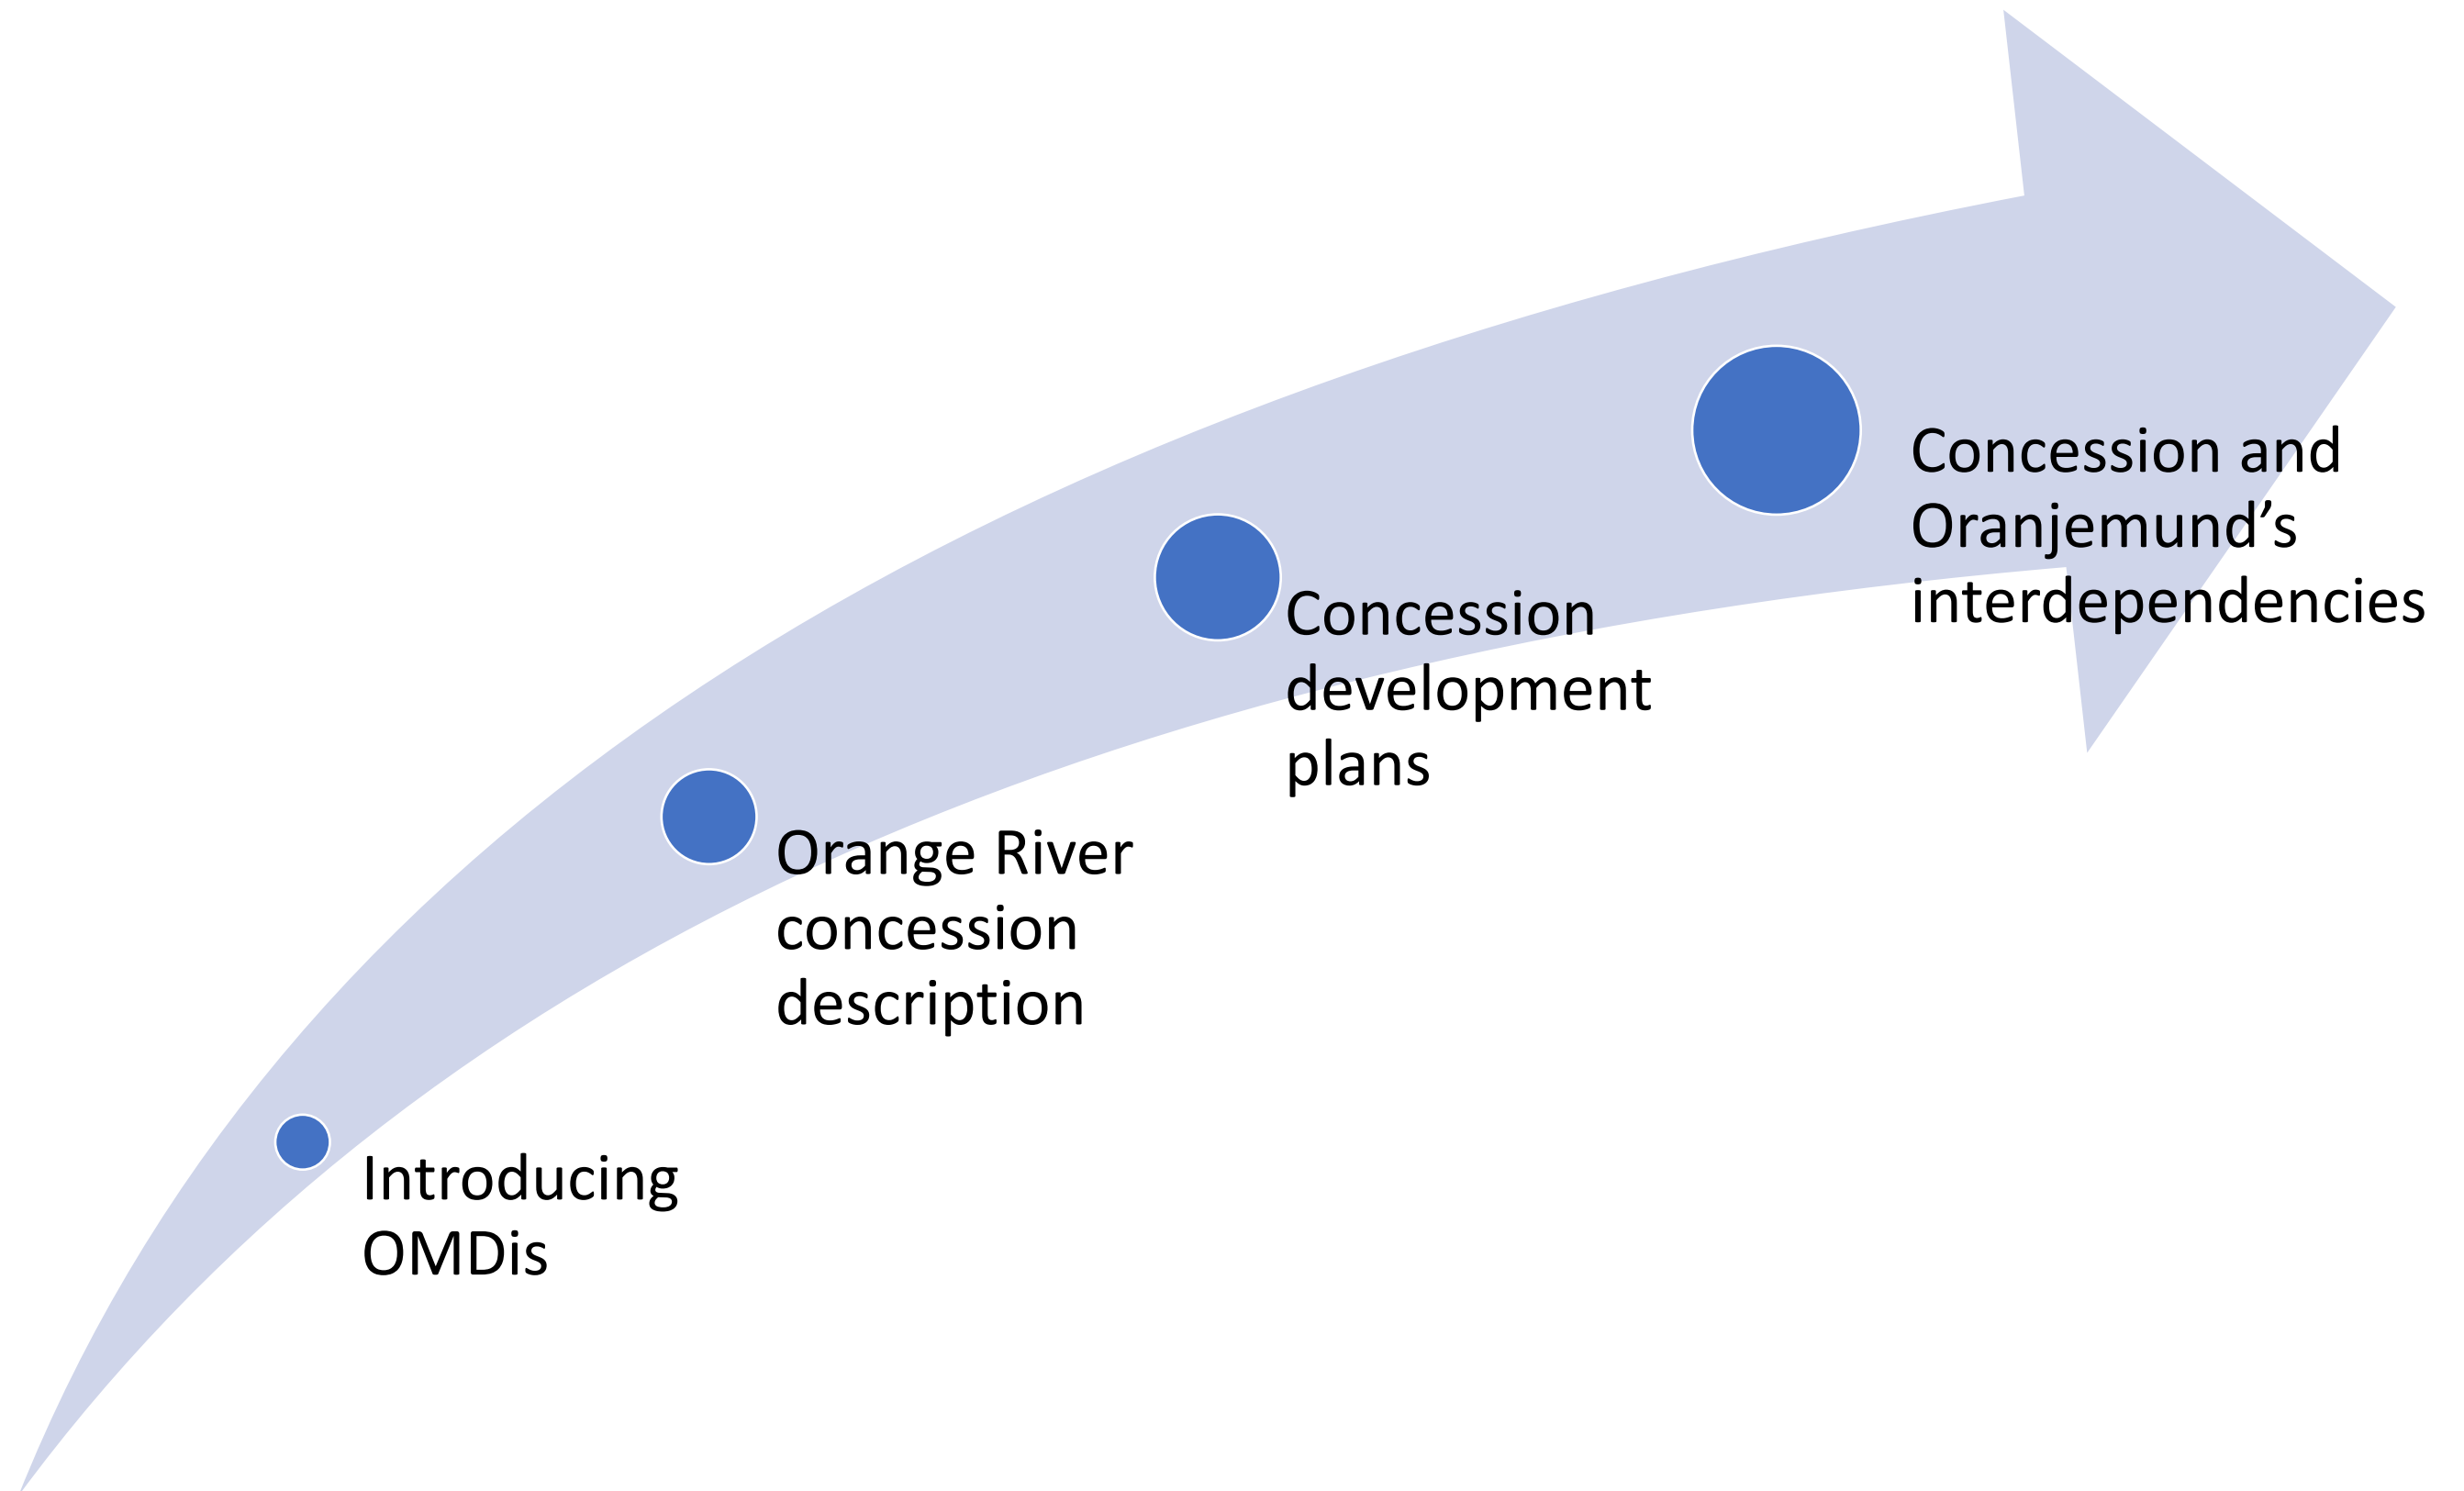 Introducing
OMDis
Orange River
concession
description
Concession
development
plans
Concession and
Oranjemund’s
interdependencies